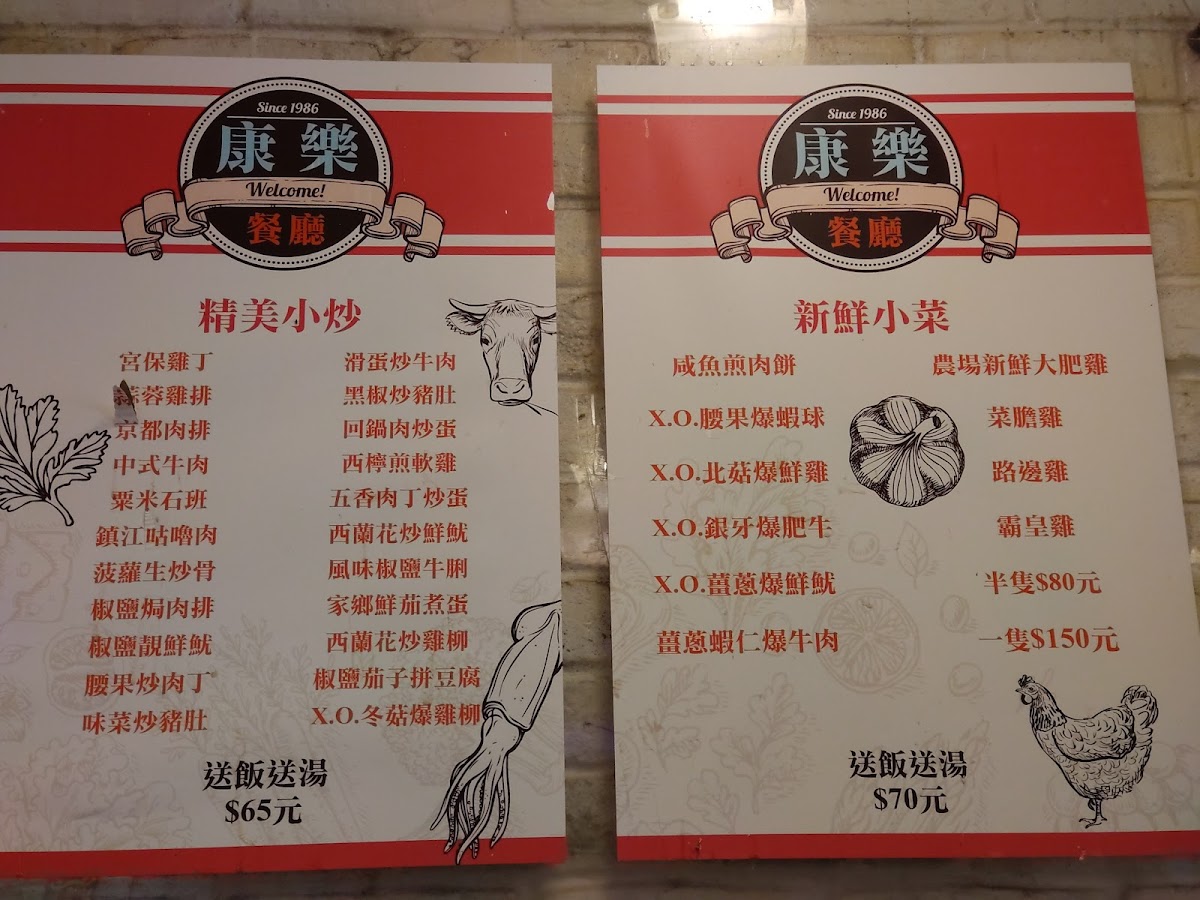 Since 1986
康樂
Welcome!
餐廳
精美小炒
宮保雞丁
蒜蓉雞排
京都肉排
中式牛肉
粟米石班
鎮江咕嚕肉
菠蘿生炒骨
椒鹽焗肉排
椒鹽靚鮮魷
腰果炒肉丁
味菜炒豬肚
滑蛋炒牛肉
黑椒炒豬肚
回鍋肉炒蛋
西檸煎軟雞
五香肉丁炒蛋
西蘭花炒鮮魷
風味椒鹽牛脷
家鄉鮮茄煮蛋
西蘭花炒雞柳
椒鹽茄子拼豆腐
X.O.冬菇爆雞柳
送飯送湯
$65元
Since 1986
康樂
Welcome!
餐廳
新鮮小菜
咸魚煎肉餅
X.O.腰果爆蝦球
X.O.北菇爆鮮雞
X.O.銀牙爆肥牛
X.O.薑蔥爆鮮魷
薑蔥蝦仁爆牛肉
農場新鮮大肥雞
菜膽雞
路邊雞
霸皇雞
半隻$80元
一隻$150元
送飯送湯
$70元